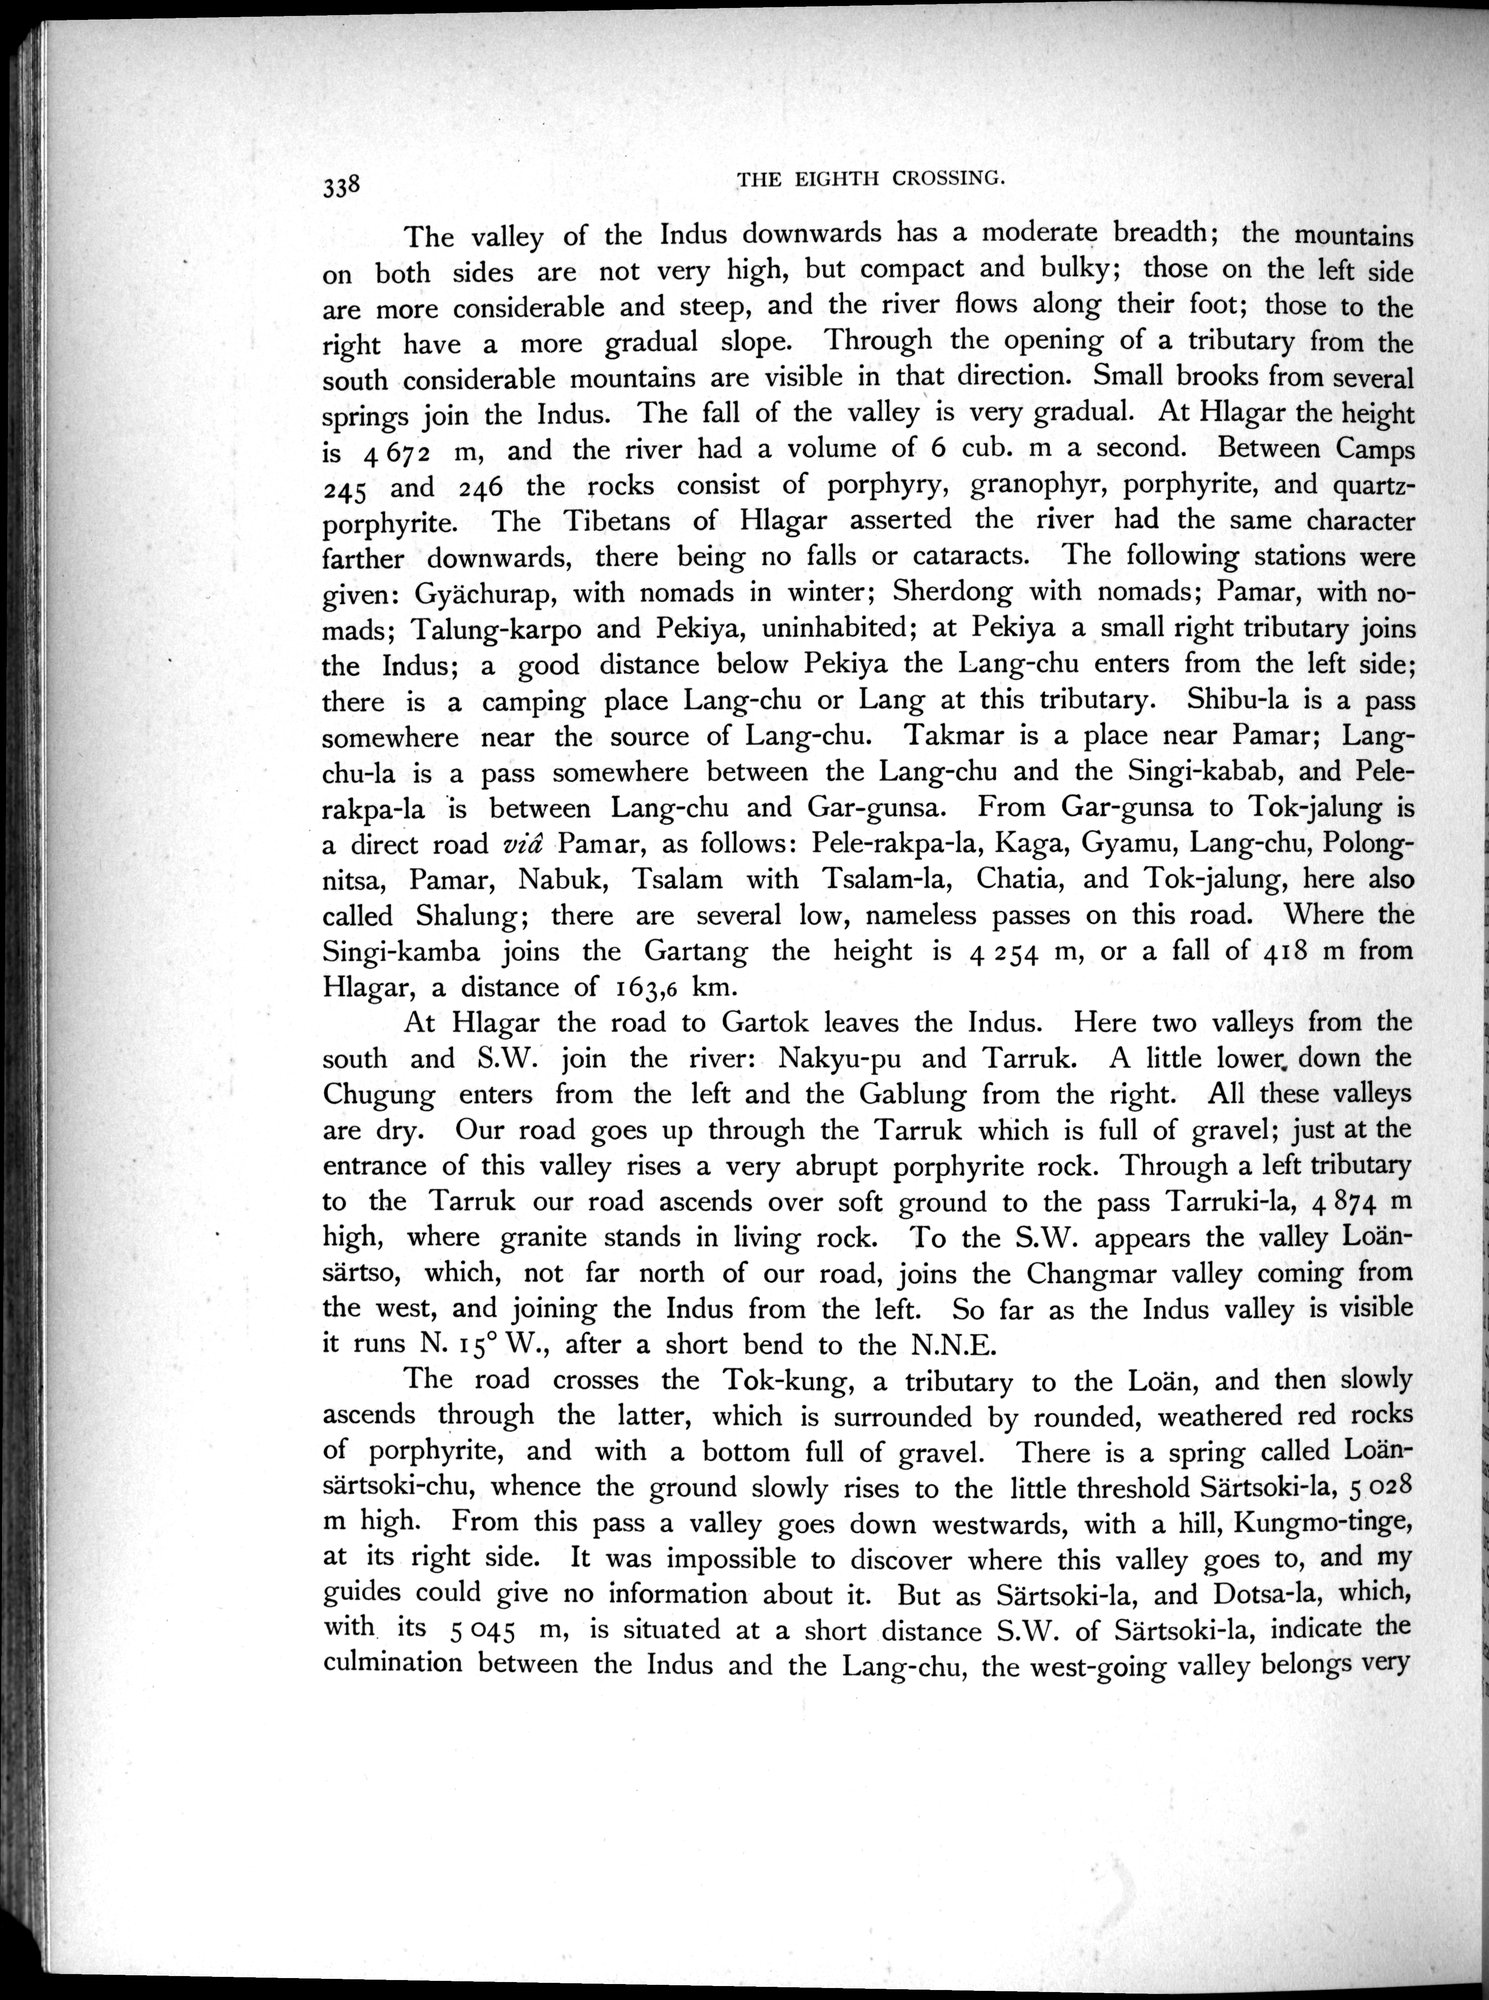 338
THE EIGHTH CROSSING.
The valley of the Indus downwards has a moderate breadth; the mountains
on both sides are not very high, but compact and bulky; those on the left side
are more considerable and steep, and the river flows along their foot; those to the
right have a more gradual slope. Through the opening of a tributary from the
south considerable mountains are visible in that direction. Small brooks from several
springs join the Indus. The fall of the valley is very gradual. At Hlagar the height
is 4 672 m, and the river had a volume of 6 cub. m a second. Between Camps
245 and 246 the rocks consist of porphyry, granophyr, porphyrite, and quartz-
porphyrite. The Tibetans of Hlagar asserted the river had the same character
farther downwards, there being no falls or cataracts. The following stations were
given: Gyächurap, with nomads in winter; Sherdong with nomads; Pamar, with no-
mads; Talung-karpo and Pekiya, uninhabited; at Pekiya a small right tributary joins
the Indus; a good distance below Pekiya the Lang-chu enters from the left side;
there is a camping place Lang-chu or Lang at this tributary. Shibu-la is a pass
somewhere near the source of Lang-chu. Takmar is a place near Pamar; Lang-
chu-la is a pass somewhere between the Lang-chu and the Singi-kabab, and Pele-
rakpa-la is between Lang-chu and Gar-gunsa. From Gar-gunsa to Tok-jalung is
a direct road viâ Pamar, as follows: Pele-rakpa-la, Kaga, Gyamu, Lang-chu, Polong-
nitsa, Pamar, Nabuk, Tsalam with Tsalam-la, Chatia, and Tok-jalung, here also
called Shalung; there are several low, nameless passes on this road. Where the
Singi-kamba joins the Gartang the height is 4 254 m, or a fall of 418 m from
Hlagar, a distance of 163,6 km.
At Hlagar the road to Gartok leaves the Indus. Here two valleys from the
south and S.W. join the river: Nakyu-pu and Tarruk. A little lower down the
Chugung enters from the left and the Gablung from the right. All these valleys
are dry. Our road goes up through the Tarruk which is full of gravel; just at the
entrance of this valley rises a very abrupt porphyrite rock. Through a left tributary
to the Tarruk our road ascends over soft ground to the pass Tarruki-la, 4 874 m
high, where granite stands in living rock. To the S.W. appears the valley Loän-
särtso, which, not far north of our road, joins the Changmar valley coming from
the west, and joining the Indus from the left. So far as the Indus valley is visible
it runs N. 15° W., after a short bend to the N.N.E.
The road crosses the Tok-kung, a tributary to the Loän, and then slowly
ascends through the latter, which is surrounded by rounded, weathered red rocks
of porphyrite, and with a bottom full of gravel. There is a spring called Loän-
särtsoki-chu, whence the ground slowly rises to the little threshold Särtsoki-la, 5 028
m high. From this pass a valley goes down westwards, with a hill, Kungmo-tinge,
at its right side. It was impossible to discover where this valley goes to, and my
guides could give no information about it. But as Särtsoki-la, and Dotsa-la, which,
with its 5 045 m, is situated at a short distance S.W. of Särtsoki-la, indicate the
culmination between the Indus and the Lang-chu, the west-going valley belongs very